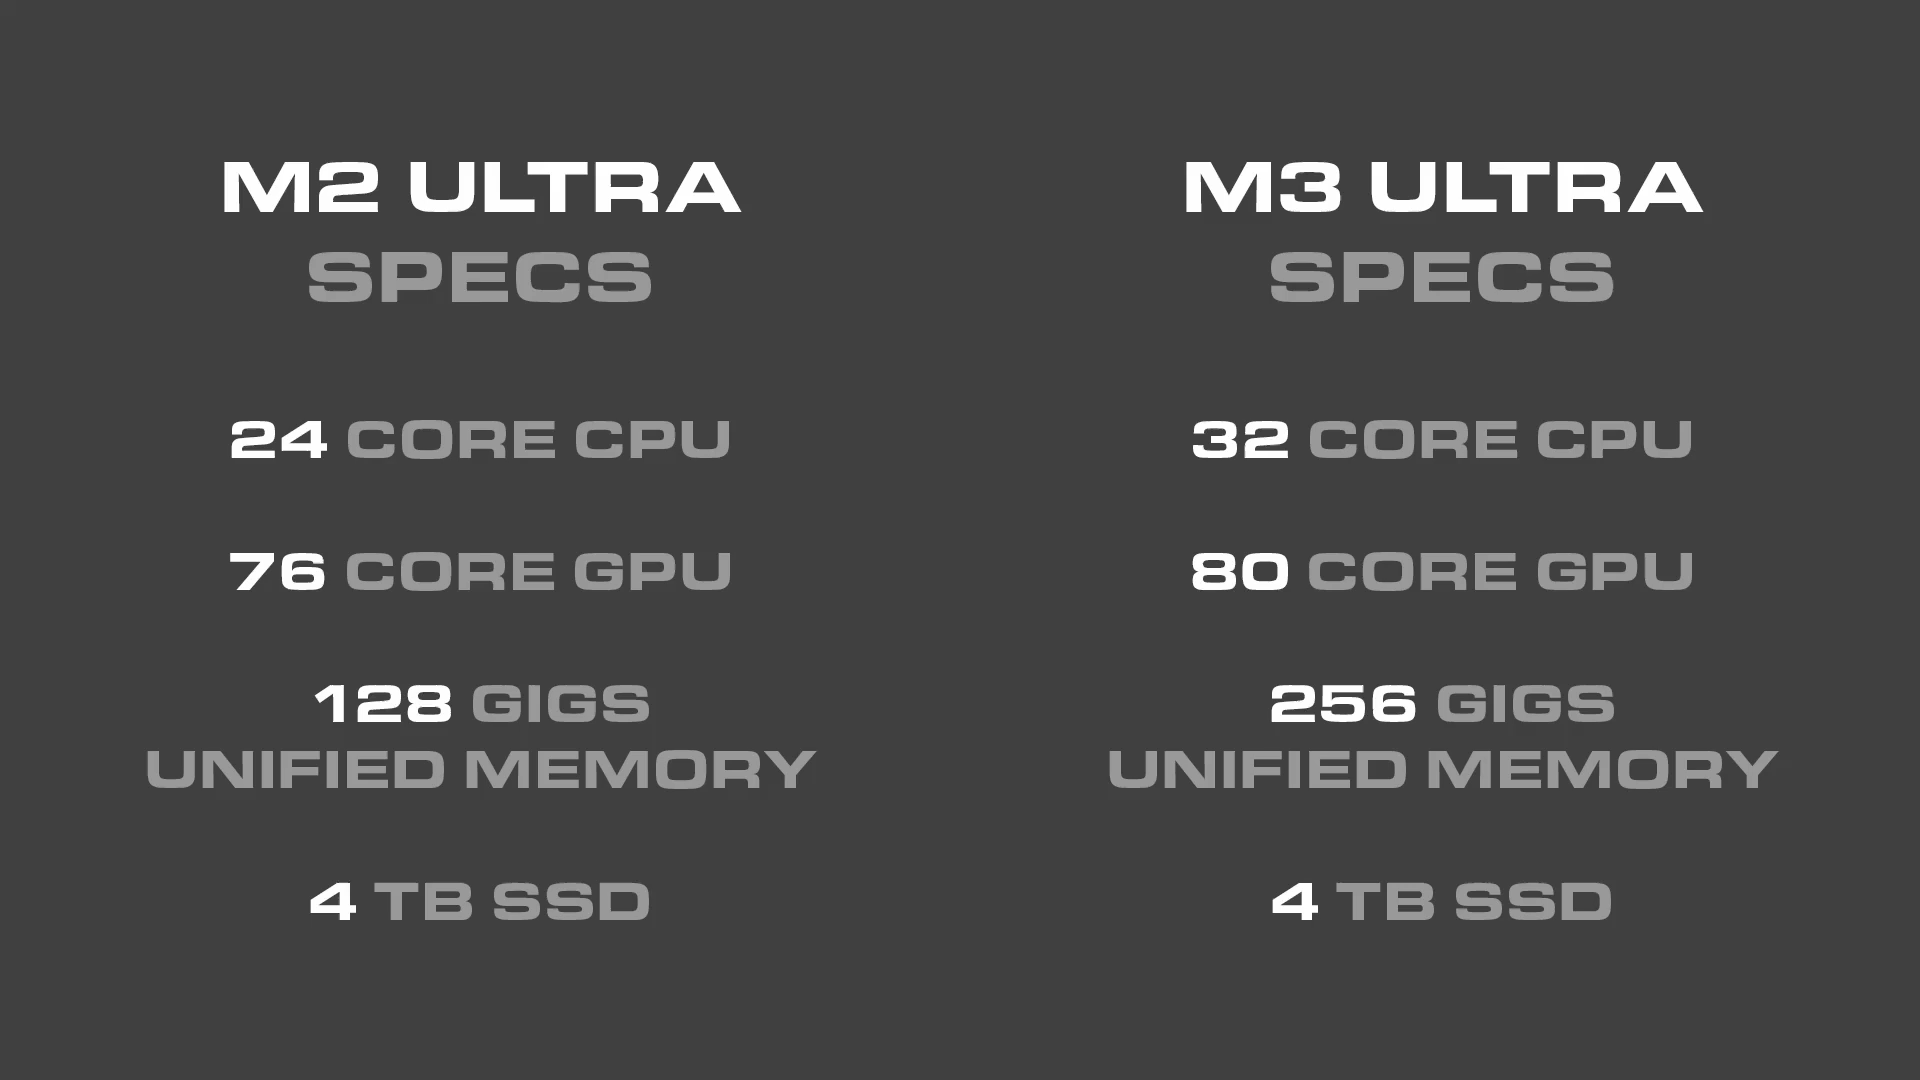 M2 ULTRA
SPECS
24 CORE CPU
76 CORE GPU
128 GIGS
UNIFIED MEMORY
4 TB SSD
M3 ULTRA
SPECS
32 CORE CPU
80 CORE GPU
256 GIGS
UNIFIED MEMORY
4 TB SSD